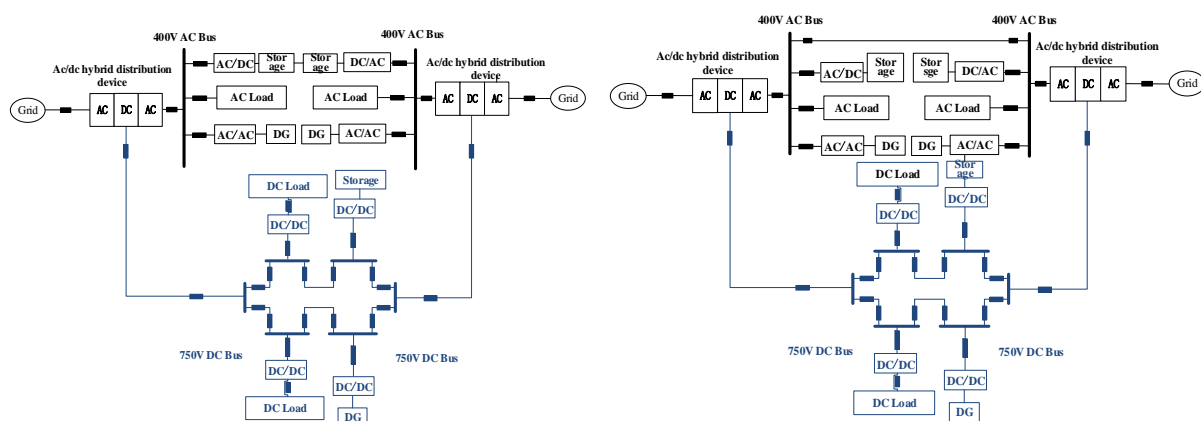 400V AC Bus
400V AC Bus
Ac/dc hybrid distribution
device
AC/DC
Stor
age
Stor
age
DC/AC
Ac/dc hybrid distribution
device
Grid
AC
DC
AC
AC Load
AC Load
AC
DC
AC
Grid
AC/AC
DG
DG
AC/AC
DC Load
Storage
DC/DC
DC/DC
750V DC Bus
750V DC Bus
DC/DC
DC/DC
DC Load
DG
400V AC Bus
400V AC Bus
Ac/dc hybrid distribution
device
AC/DC
Stor
age
Stor
sge
DC/AC
Ac/dc hybrid distribution
device
Grid
AC
DC
AC
AC Load
AC Load
AC
DC
AC
Grid
AC/AC
DG
DG
AC/AC
DC Load
Stor
age
DC/DC
DC/DC
750V DC Bus
750V DC Bus
DC/DC
DC/DC
DC Load
DG